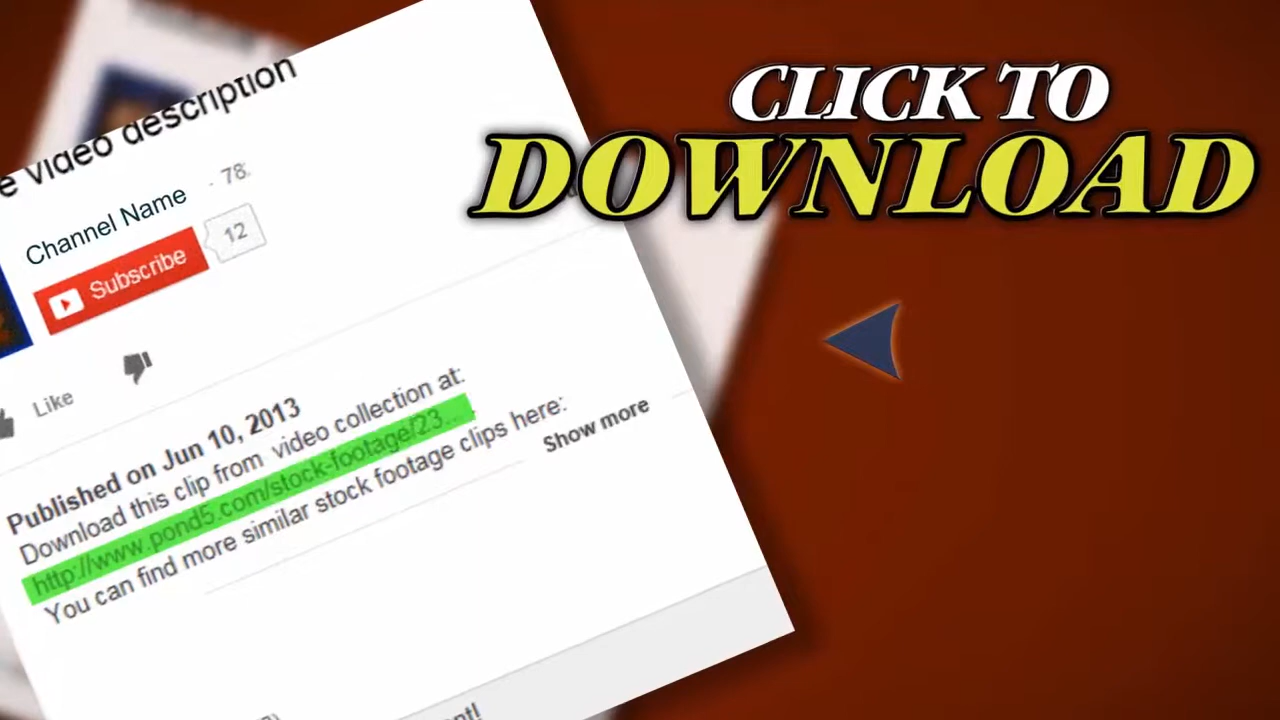 CLICK TO
DOWNLOAD
video description
Channel Name
78
Subscribe
12
Like
Published on Jun 10, 2013
Download this clip from video collection at:
http://www.pond5.com/stock-footage/23...
You can find more similar stock footage clips here:
Show more